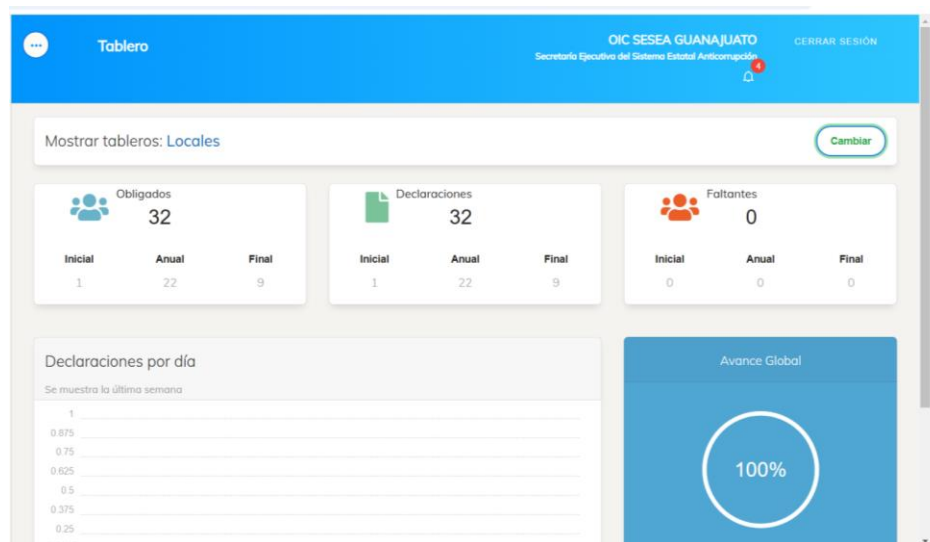 Tablero
OIC SESEA GUANAJUATO
CERRAR SESIÓN
Secretaría Ejecutiva del Sistema Estatal Anticorrupción
4
Mostrar tableros: Locales
Cambiar
Obligados
32
Inicial Anual Final
1 22 9
Declaraciones
32
Inicial Anual Final
1 22 9
Faltantes
0
Inicial Anual Final
0 0 0
Declaraciones por día
Se muestra la última semana
1
0.875
0.75
0.625
0.5
0.375
0.25
Avance Global
100%